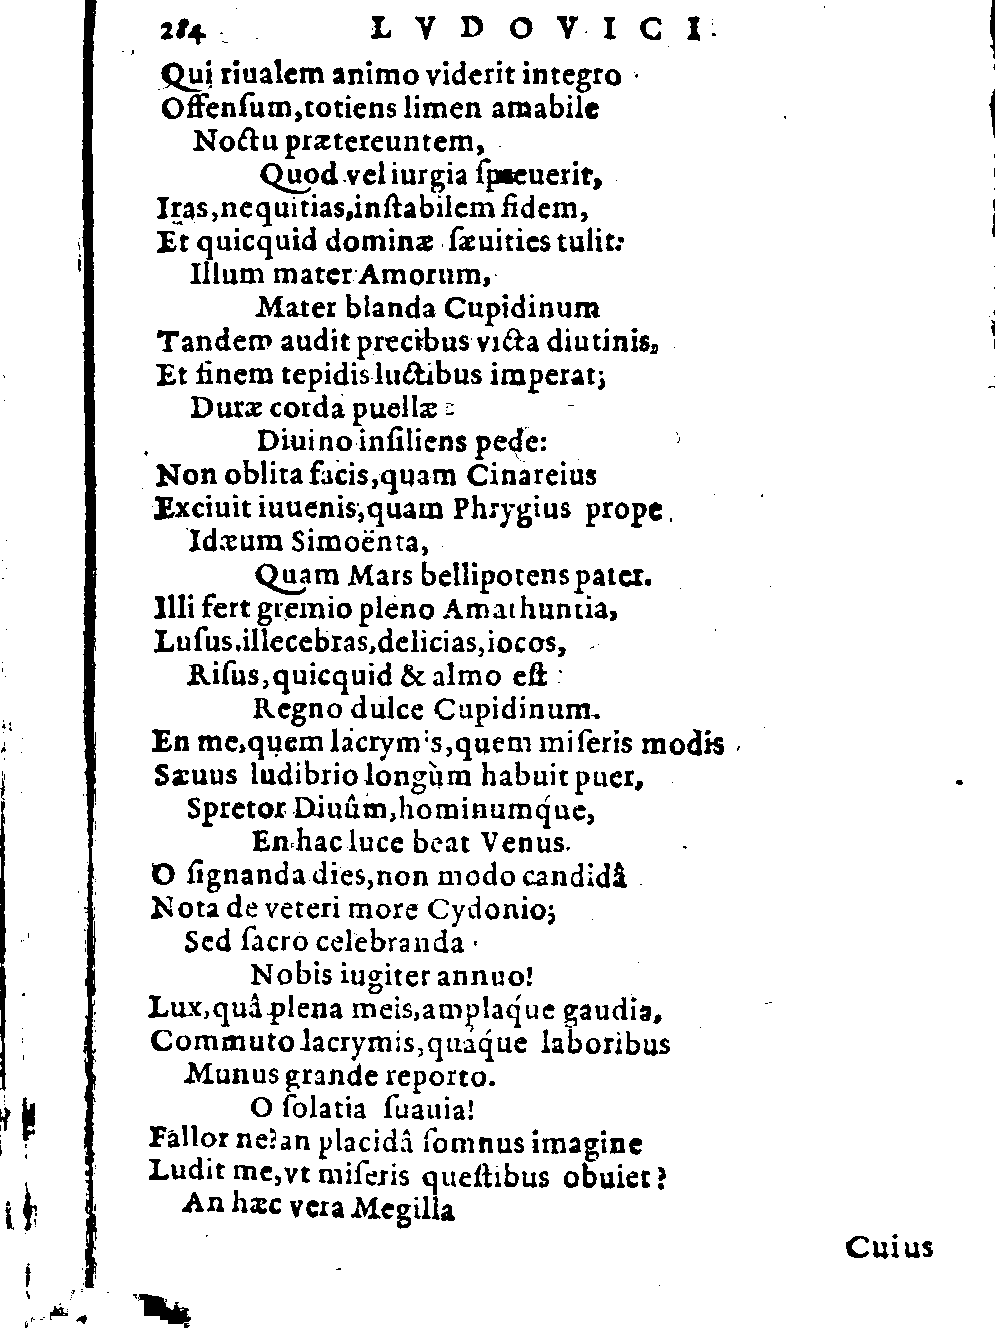 284 LVDOVICI.
Qui riualem animo viderit integro
Offenſum,totiens limen amabile
Noctu prætereuntem,
Quod vel iurgia ſpreuerit,
Iras,nequitias,inſtabilem fidem,
Et quicquid dominæ ſæuities tulit:
Illum mater Amorum,
Mater blanda Cupidinum
Tandem audit precibus victa diutinis,
Et finem tepidis luctibus imperat;
Duræ corda puellæ
Diuino inſiliens pede:
Non oblita facis,quam Cinareius
Exciuit iuuenis,quam Phrygius prope
Idæum Simoënta,
Quam Mars bellipotens pater.
Illi fert gremio pleno Amathuntia,
Luſus,illecebras,delicias,iocos,
Riſus,quicquid & almo eſt
Regno dulce Cupidinum.
En me,quem lacrymis,quem miſeris modis
Sæuus ludibrio longùm habuit puer,
Spretor Diuûm,hominumq́ue,
En hac luce beat Venus.
O ſignanda dies,non modo candidâ
Nota de veteri more Cydonio;
Sed ſacro celebranda
Nobis iugiter annuo!
Lux,quâ plena meis,amplaq́ue gaudia,
Commuto lacrymis,quaq́ue laboribus
Munus grande reporto.
O ſolatia ſuauia!
Fallor ne?an placidâ ſomnus imagine
Ludit me,vt miſeris queſtibus obuiet?
An hæc vera Megilla
Cuius